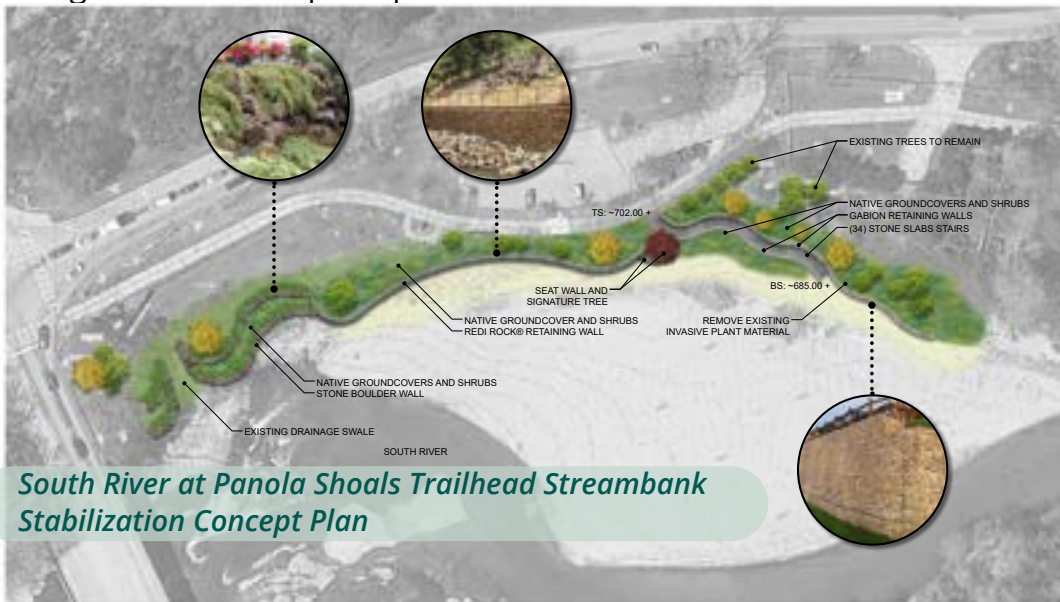 EXISTING TREES TO REMAIN
NATIVE GROUNDCOVERS AND SHRUBS
GABION RETAINING WALLS
(34) STONE SLABS STAIRS
TS: ~702.00 +
BS: ~685.00 +
SEAT WALL AND
SIGNATURE TREE
REMOVE EXISTING
INVASIVE PLANT MATERIAL
NATIVE GROUNDCOVER AND SHRUBS
REDI ROCK® RETAINING WALL
NATIVE GROUNDCOVERS AND SHRUBS
STONE BOULDER WALL
EXISTING DRAINAGE SWALE
SOUTH RIVER
South River at Panola Shoals Trailhead Streambank
Stabilization Concept Plan